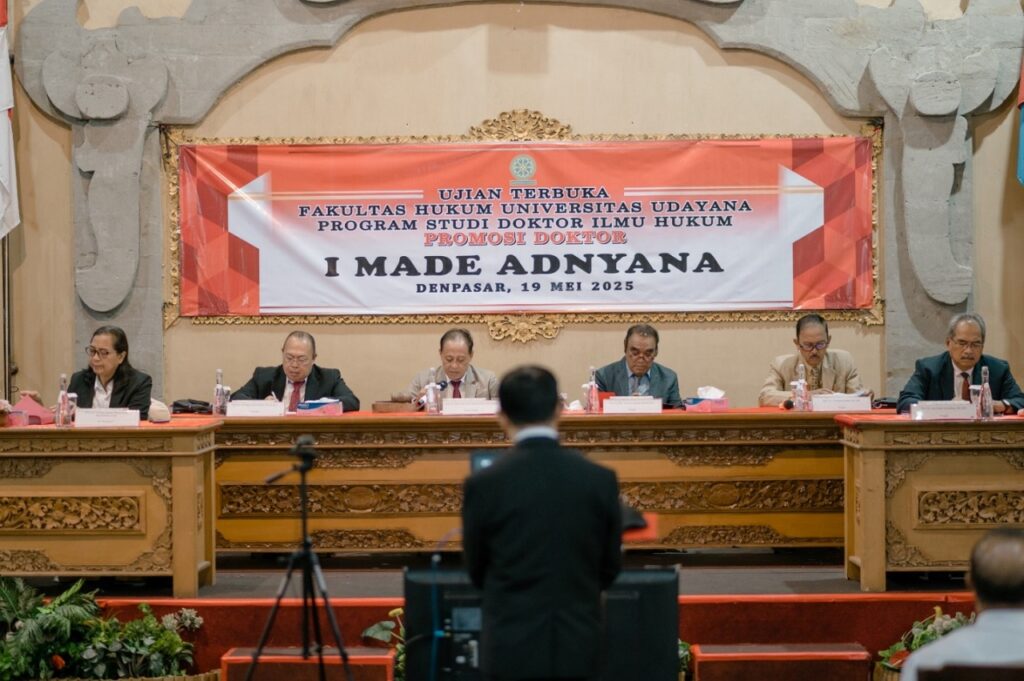 UJIAN TERBUKA
FAKULTAS HUKUM UNIVERSITAS UDAYANA
PROGRAM STUDI DOKTOR ILMU HUKUM
PROMOSI DOKTOR
I MADE ADNYANA
DENPASAR, 19 MEI 2025